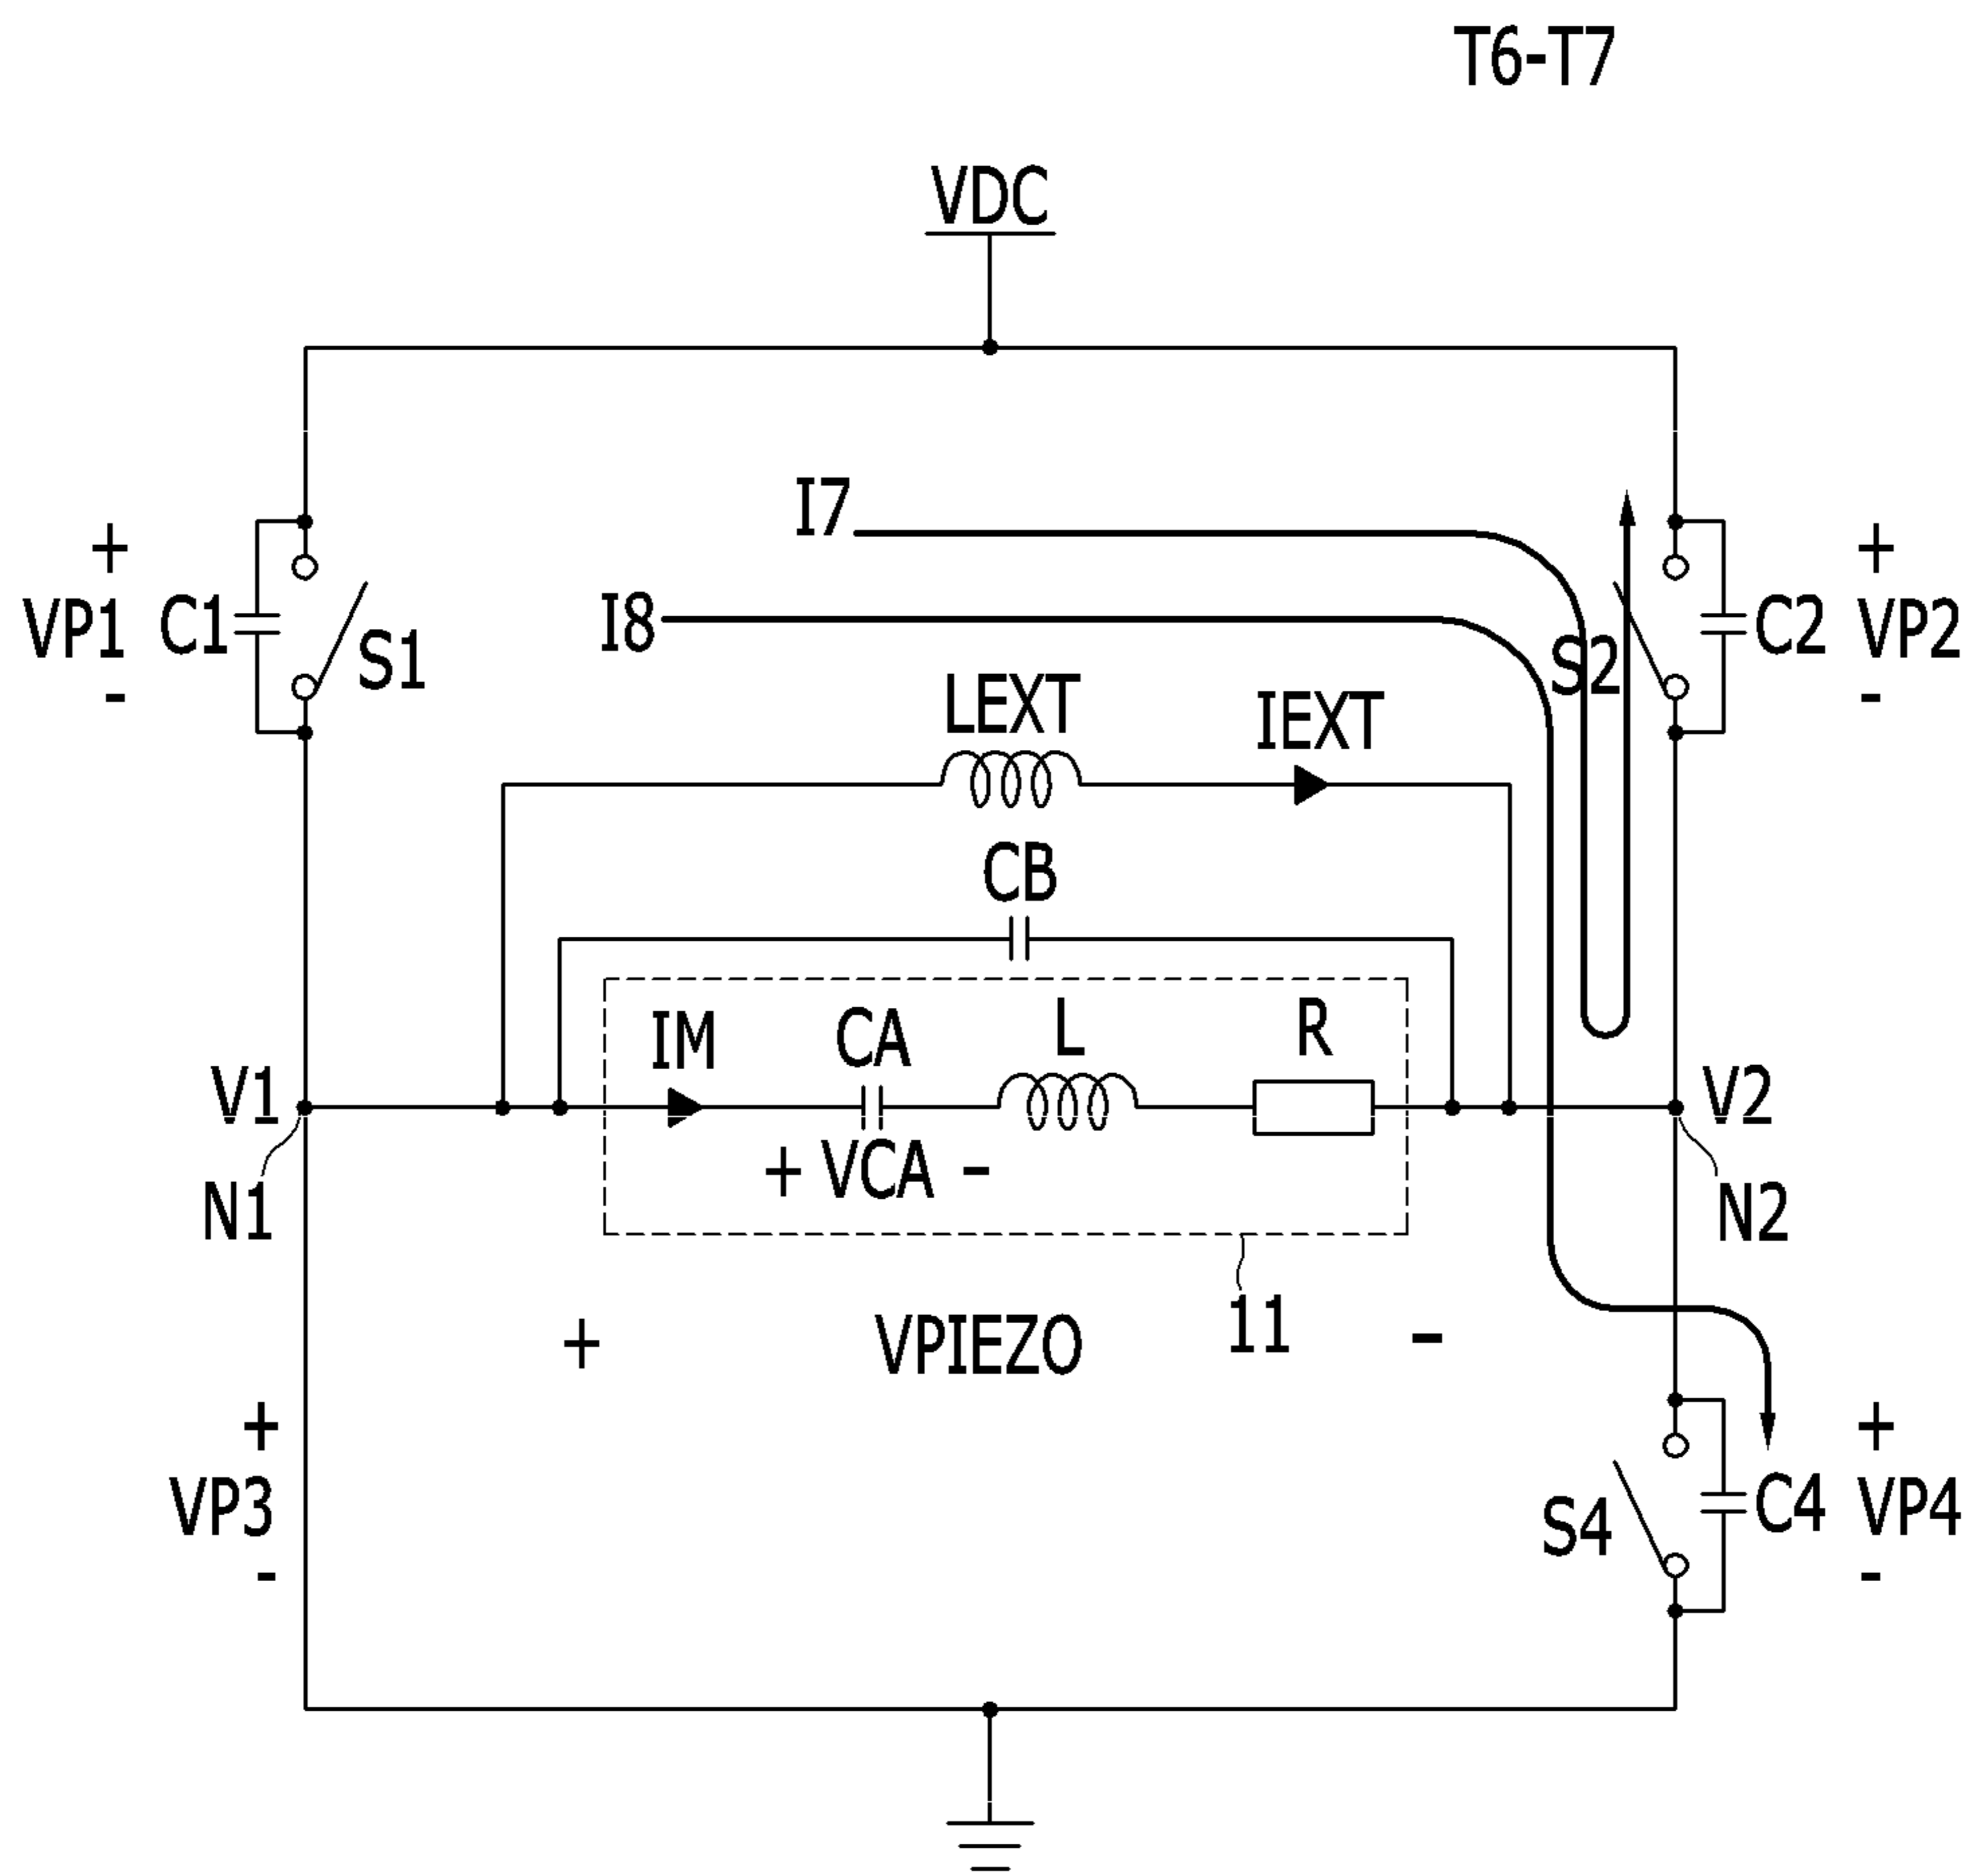 T6-T7
VDC
I7
+
+
I8
VP1
C1
S1
S2
C2
VP2
-
-
LEXT
IEXT
CB
IM
CA
L
R
V1
V2
+ VCA -
N1
N2
11
+ VPIEZO -
+
+
VP3
S4
C4
VP4
-
-